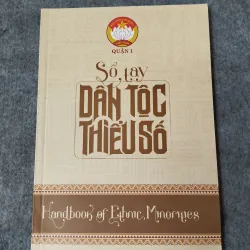 QUẬN 1
Sổ tay
DÂN TỘC
THIỂU SỐ
Handbook of Ethnic Minorities